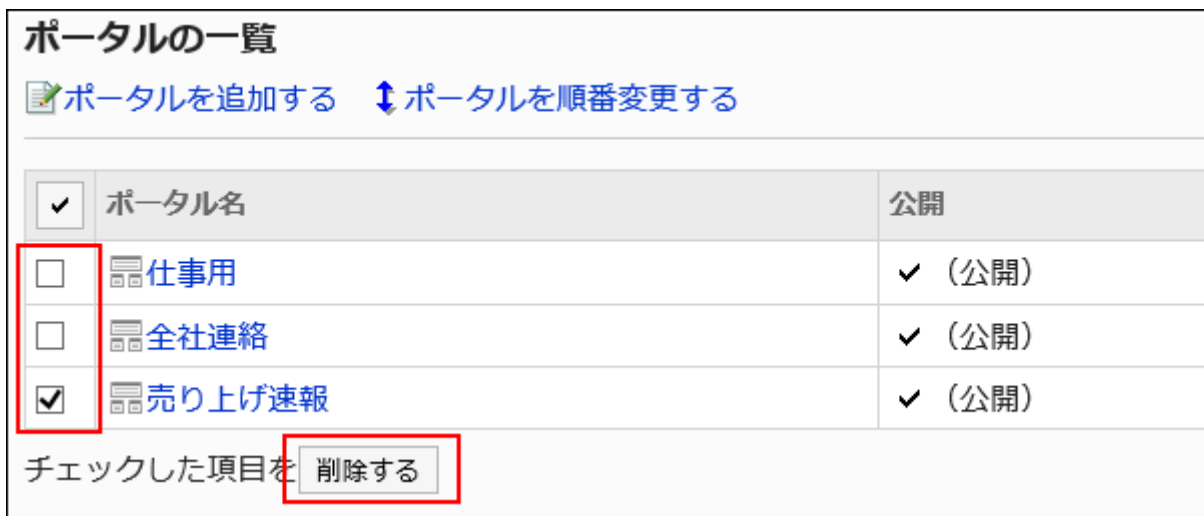 ポータルの一覧
ポータルを追加する ポータルを順番変更する
ポータル名 公開
仕事用 (公開)
全社連絡 (公開)
売り上げ速報 (公開)
チェックした項目を 削除する